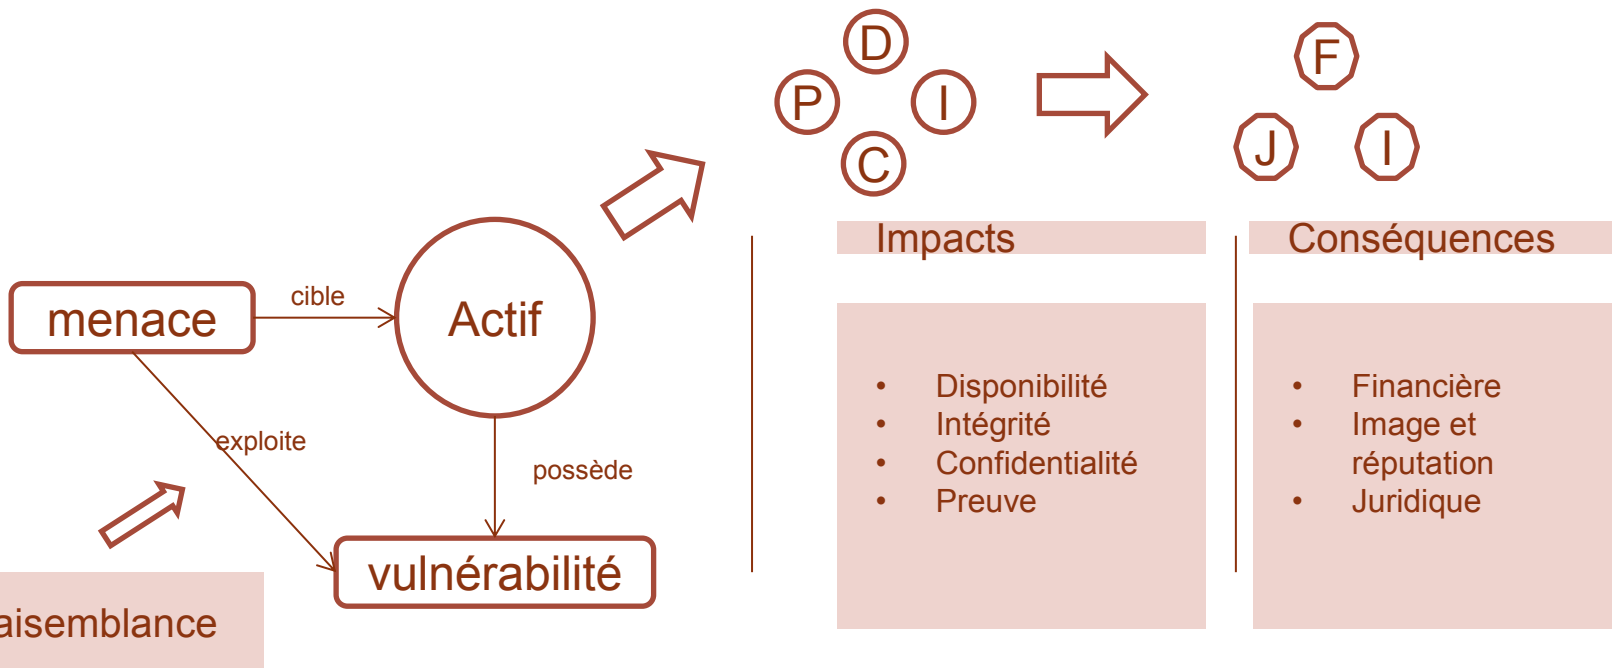 D
P
I
C
F
J
I
Impacts
Conséquences
cible
menace
Actif
exploite
possède
vulnérabilité
• Disponibilité
• Intégrité
• Confidentialité
• Preuve
• Financière
• Image et
réputation
• Juridique
aisemblance